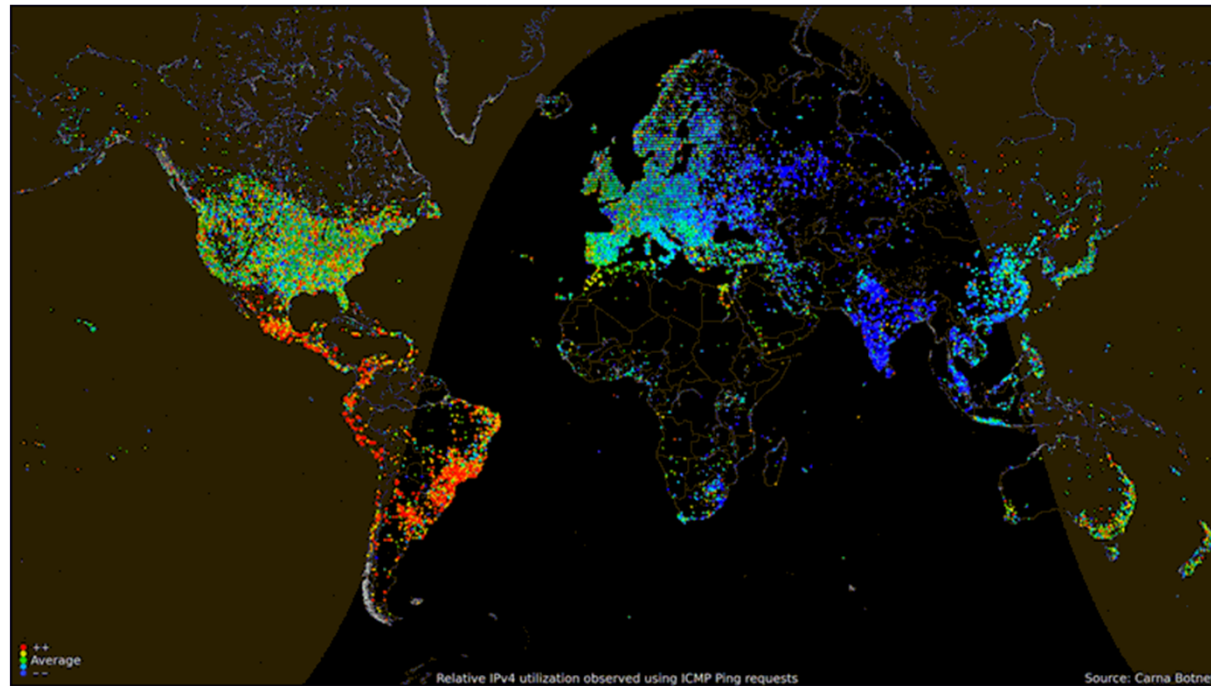 ++
Average
--
Relative IPv4 utilization observed using ICMP Ping requests
Source: Carna Botne